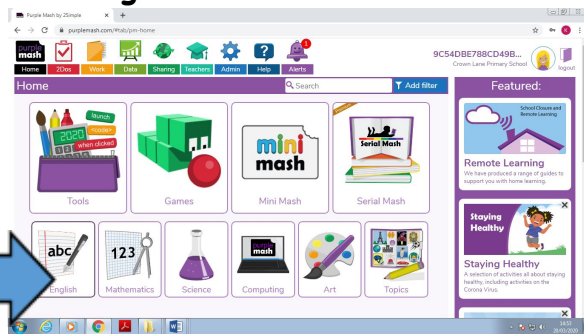 Purple Mash by 2Simple
purplemash.com/#tab/pm-home
purple
mash
Home
2Dos
Work
Data
Sharing
Teachers
Admin
Help
Alerts
9C54DBE788CD49B...
Crown Lane Primary School
logout
Home
Search
Add filter
Featured:
launch
2020
when clicked
Tools
Games
mini
mash
Mini Mash
Serial Mash
Serial Mash
School Closure and
Remote Learning
Remote Learning
We have produced a range of guides to
support you with home learning.
Staying
Healthy
Staying Healthy
A selection of activities all about staying
healthy; including activities on the
Corona Virus.
abc
English
123
Mathematics
Science
purple
mash
Computing
Art
Topics
14:53